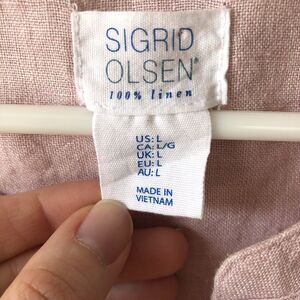 SIGRID
OLSEN®
100% linen
US: L
CA: L/G
UK: L
EU: L
AU: L
MADE IN
VIETNAM